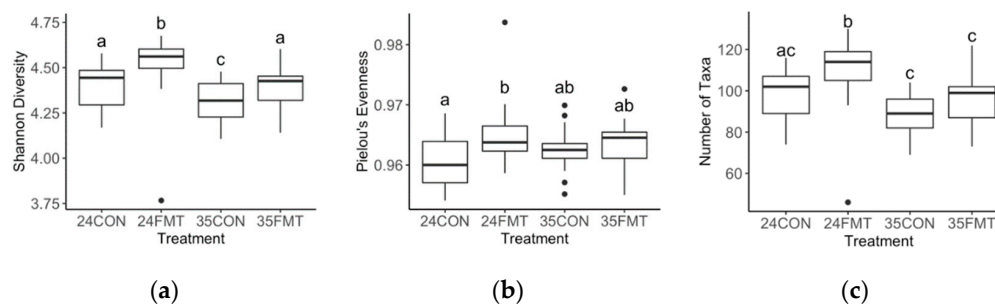 4.75
4.50
4.25
4.00
3.75
Shannon Diversity
a
b
c
a
24CON 24FMT 35CON 35FMT
Treatment
(a)
0.98
0.97
0.96
Pielou's Evenness
a
b
ab
ab
24CON 24FMT 35CON 35FMT
Treatment
(b)
120
100
80
60
Number of Taxa
ac
b
c
c
24CON 24FMT 35CON 35FMT
Treatment
(c)